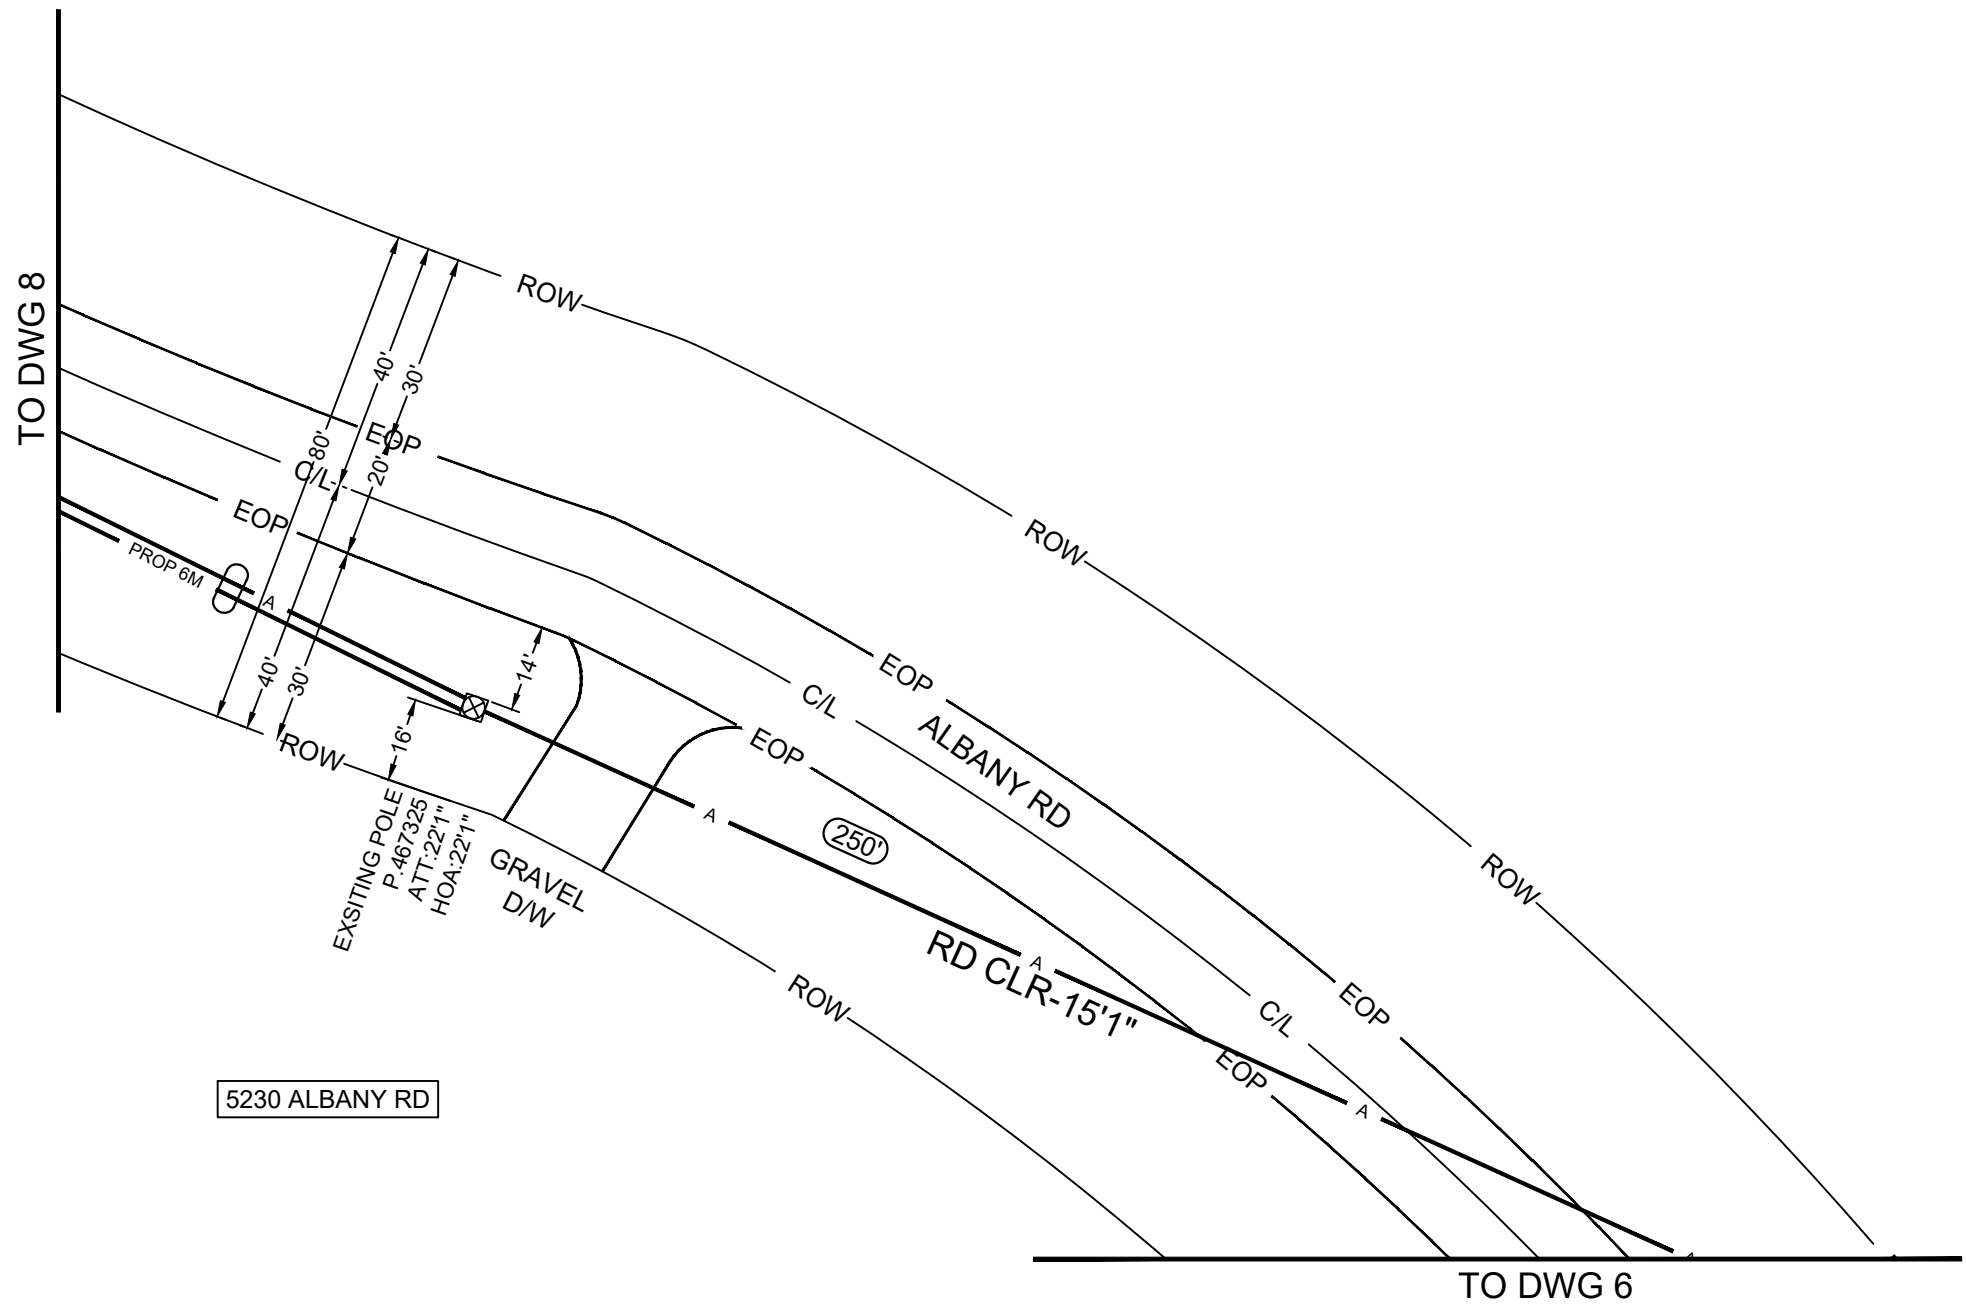 ROW
TO DWG 8
40'
30'
EOP
80'
20'
C/L
EOP
ROW
PROP 6M
A
14'
40'
30'
EOP
C/L
ALBANY RD
ROW
16'
EOP
A
250'
EXSITING POLE
P.467325
ATT:22'1"
HOA:22'1"
GRAVEL
D/W
ROW
A
RD CLR-15'1"
ROW
EOP
C/L
EOP
A
5230 ALBANY RD
A
TO DWG 6